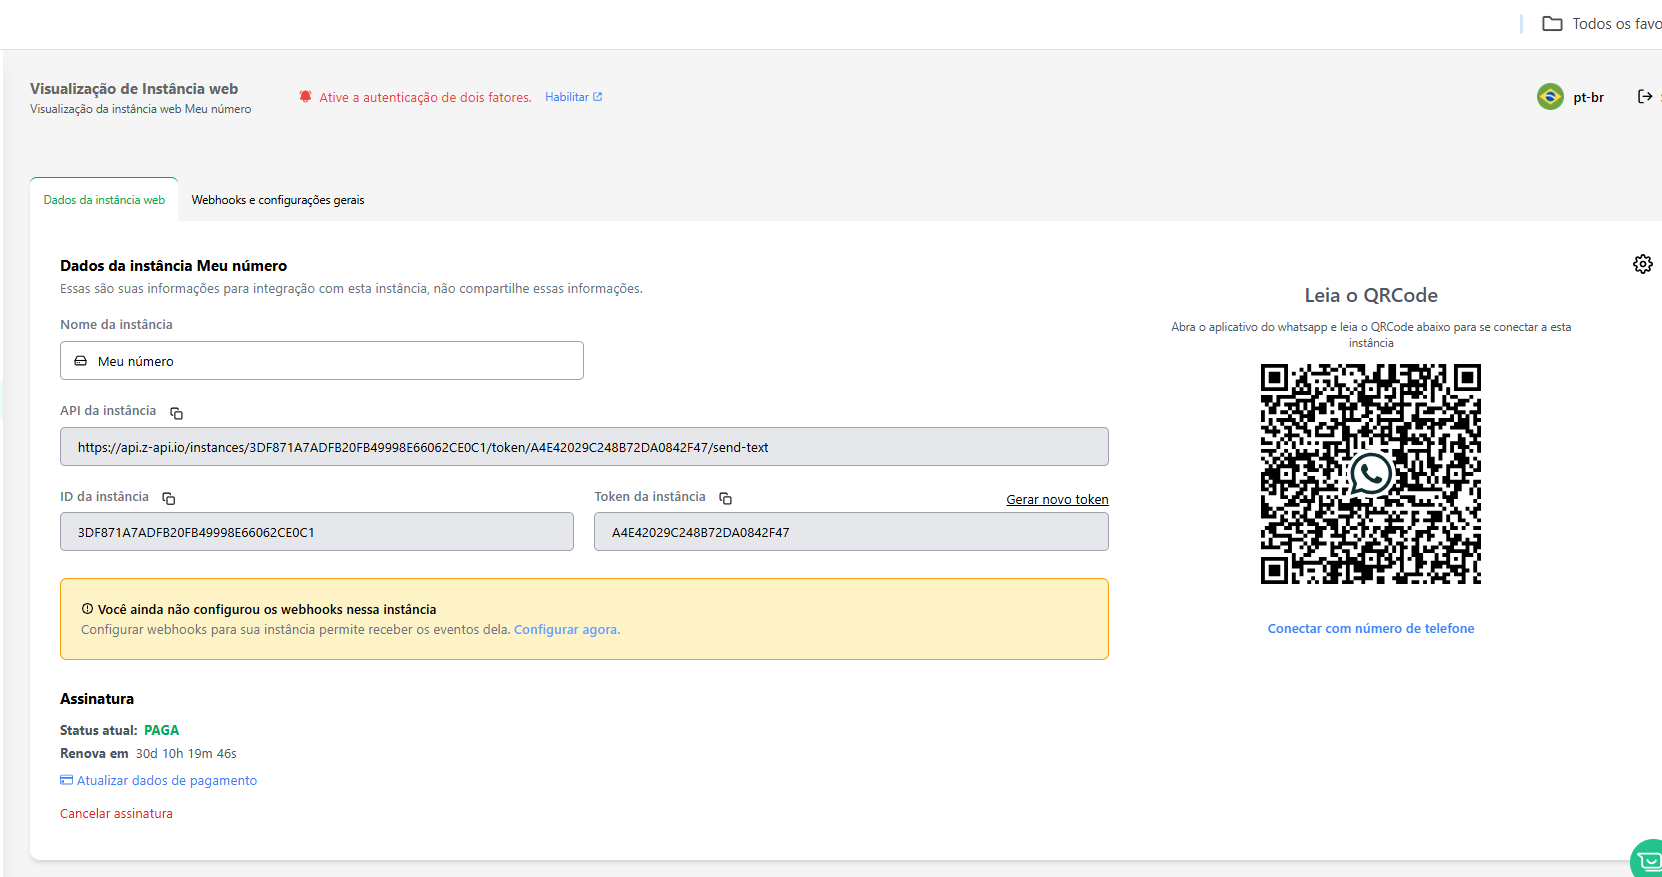 Todos os favo
Visualização de Instância web
Visualização da instância web Meu número
Ative a autenticação de dois fatores. Habilitar
pt-br
Dados da instância web
Webhooks e configurações gerais
Dados da instância Meu número
Essas são suas informações para integração com esta instância, não compartilhe essas informações.
Nome da instância
Meu número
API da instância
https://api.z-api.io/instances/3DF871A7ADFB20FB49998E66062CE0C1/token/A4E42029C248B72DA0842F47/send-text
ID da instância
3DF871A7ADFB20FB49998E66062CE0C1
Token da instância
Gerar novo token
A4E42029C248B72DA0842F47
Você ainda não configurou os webhooks nessa instância
Configurar webhooks para sua instância permite receber os eventos dela. Configurar agora.
Assinatura
Status atual: PAGA
Renova em 30d 10h 19m 46s
Atualizar dados de pagamento
Cancelar assinatura
Leia o QRCode
Abra o aplicativo do whatsapp e leia o QRCode abaixo para se conectar a esta
instância
Conectar com número de telefone